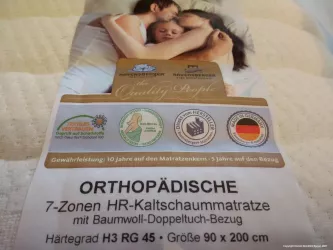 the
Quality People
Gewährleistung: 10 Jahre auf den Matratzenkern · 5 Jahre auf den Bezug
ORTHOPÄDISCHE
7-Zonen HR-Kaltschaummatratze
mit Baumwoll-Doppeltuch-Bezug
Härtegrad H3 RG 45 · Größe 90 x 200 cm